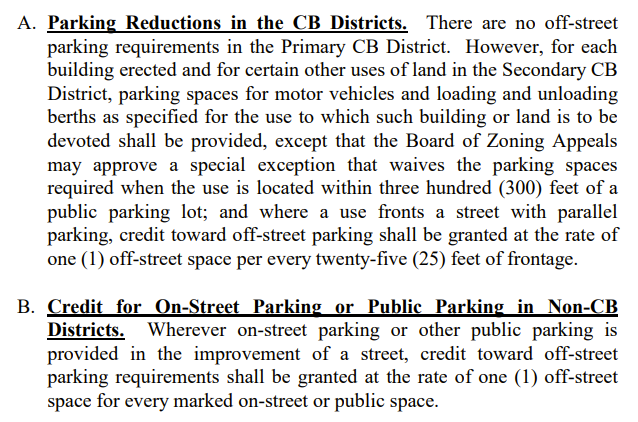 A. Parking Reductions in the CB Districts. There are no off-street
parking requirements in the Primary CB District. However, for each
building erected and for certain other uses of land in the Secondary CB
District, parking spaces for motor vehicles and loading and unloading
berths as specified for the use to which such building or land is to be
devoted shall be provided, except that the Board of Zoning Appeals
may approve a special exception that waives the parking spaces
required when the use is located within three hundred (300) feet of a
public parking lot; and where a use fronts a street with parallel
parking, credit toward off-street parking shall be granted at the rate of
one (1) off-street space per every twenty-five (25) feet of frontage.
B. Credit for On-Street Parking or Public Parking in Non-CB
Districts. Wherever on-street parking or other public parking is
provided in the improvement of a street, credit toward off-street
parking requirements shall be granted at the rate of one (1) off-street
space for every marked on-street or public space.